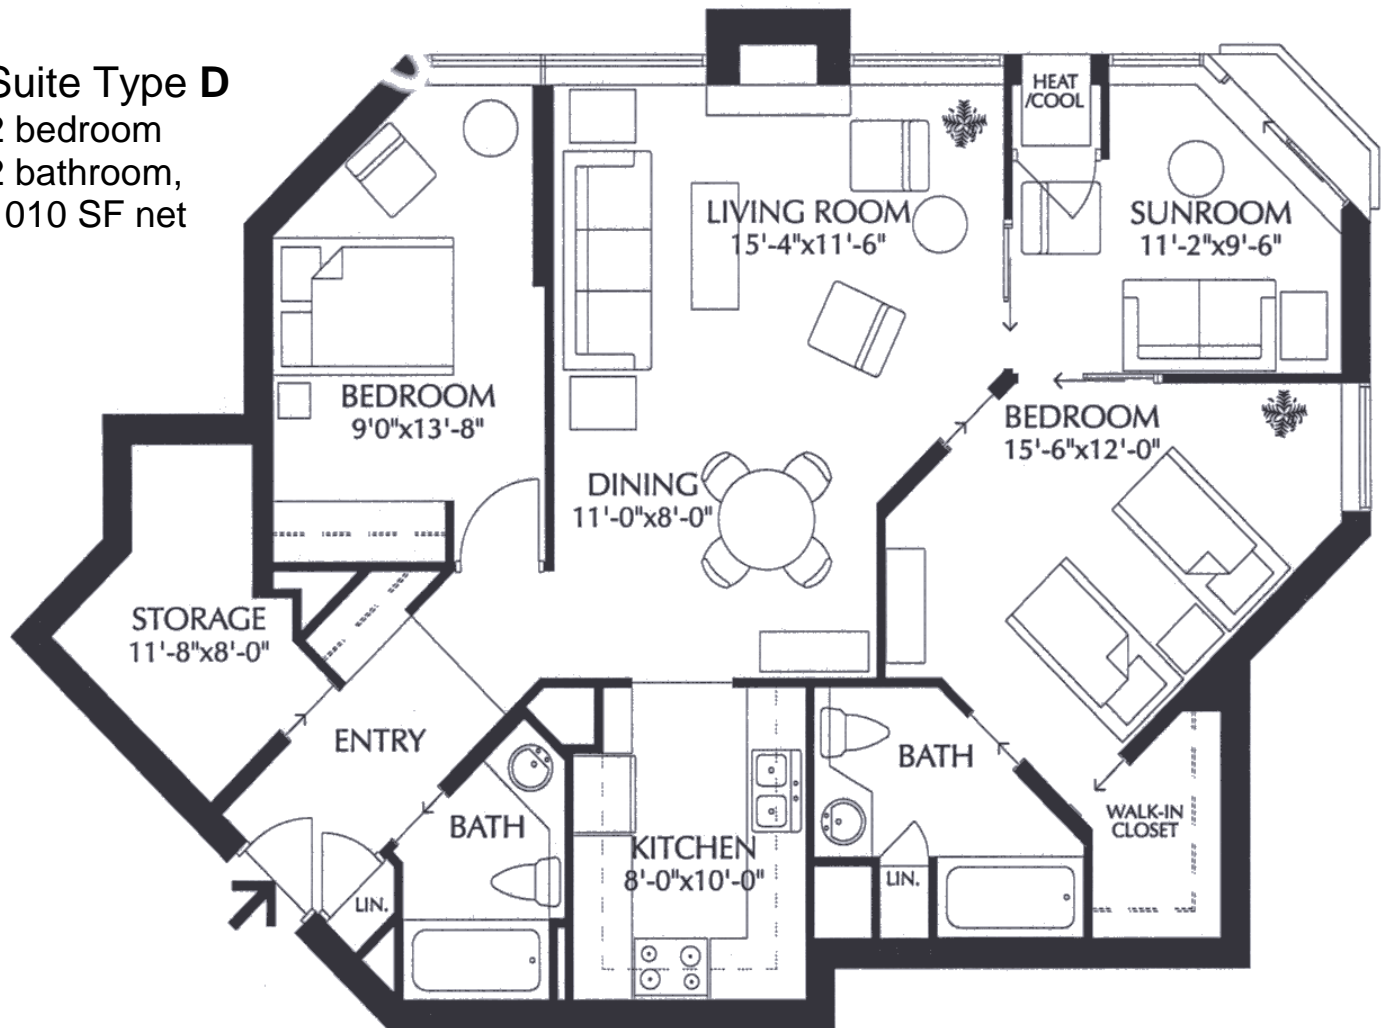 Suite Type D
2 bedroom
2 bathroom,
010 SF net
HEAT
/COOL
LIVING ROOM
15'-4"x11'-6"
SUNROOM
11'-2"x9'-6"
BEDROOM
9'0"x13'-8"
BEDROOM
15'-6"x12'-0"
DINING
11'-0"x8'-0"
STORAGE
11'-8"x8'-0"
ENTRY
BATH
BATH
WALK-IN
CLOSET
KITCHEN
8'-0"x10'-0"
LIN.
LIN.